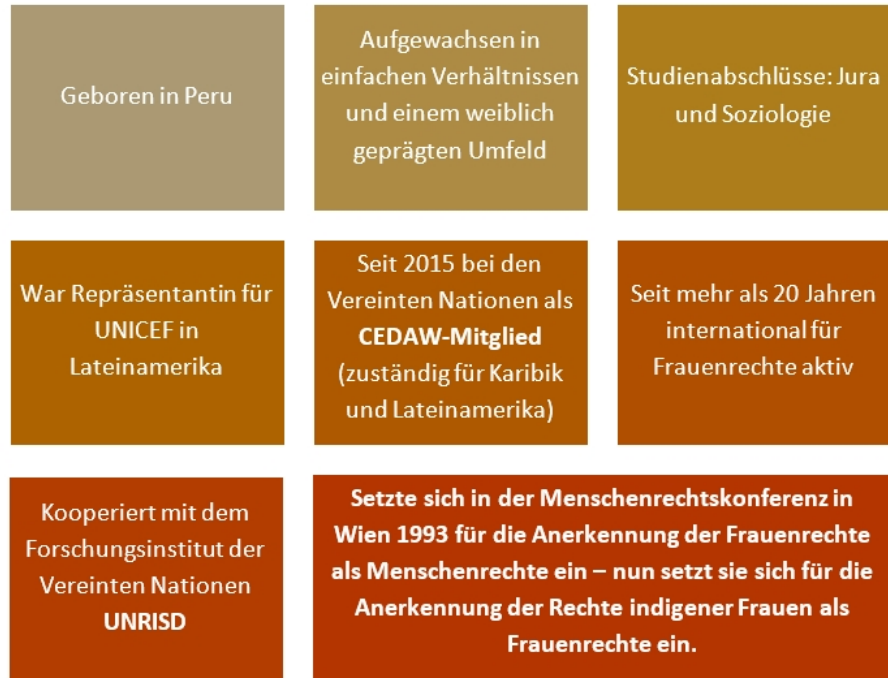 Geboren in Peru
Aufgewachsen in
einfachen Verhältnissen
und einem weiblich
geprägten Umfeld
Studienabschlüsse: Jura
und Soziologie
War Repräsentantin für
UNICEF in
Lateinamerika
Seit 2015 bei den
Vereinten Nationen als
CEDAW-Mitglied
(zuständig für Karibik
und Lateinamerika)
Seit mehr als 20 Jahren
international für
Frauenrechte aktiv
Kooperiert mit dem
Forschungsinstitut der
Vereinten Nationen
UNRISD
Setzte sich in der Menschenrechtskonferenz in
Wien 1993 für die Anerkennung der Frauenrechte
als Menschenrechte ein – nun setzt sie sich für die
Anerkennung der Rechte indigener Frauen als
Frauenrechte ein.